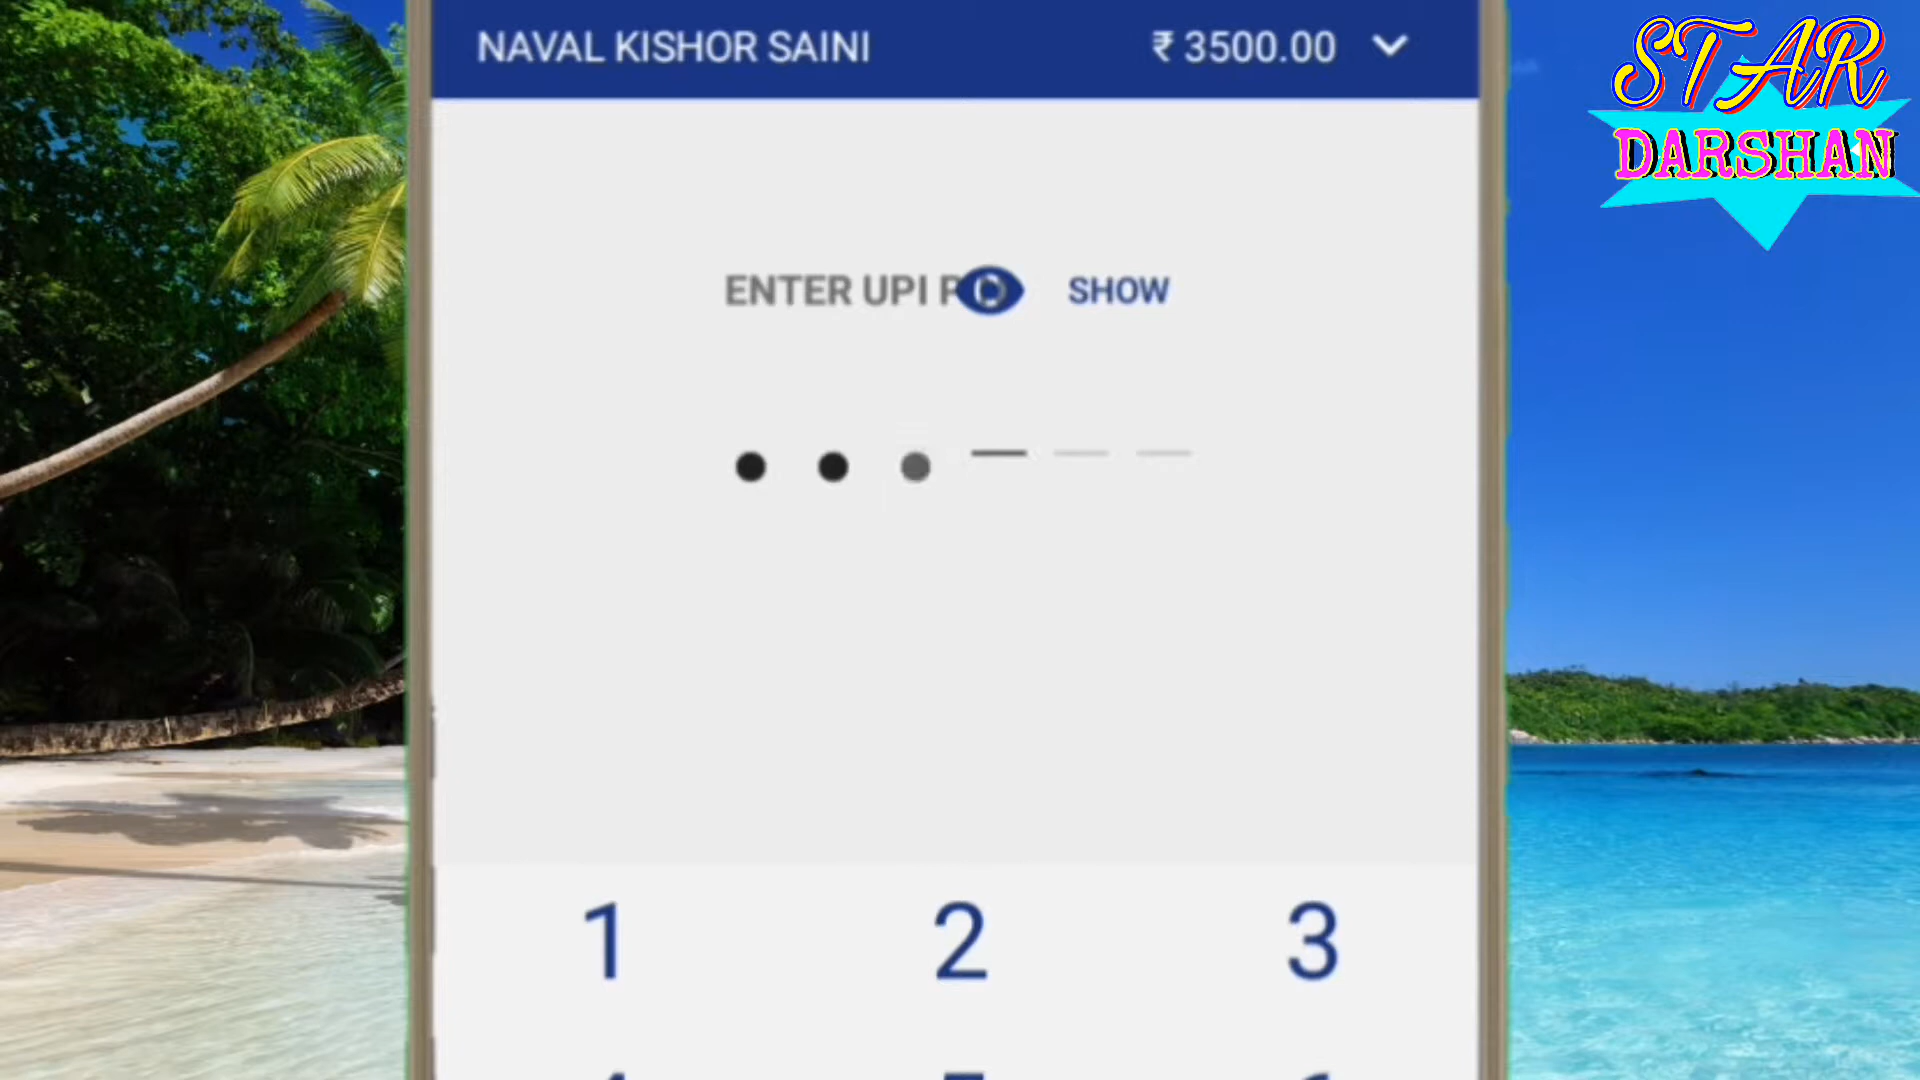 NAVAL KISHOR SAINI ₹ 3500.00
STAR
DARSHAN
ENTER UPI SHOW
1 2 3